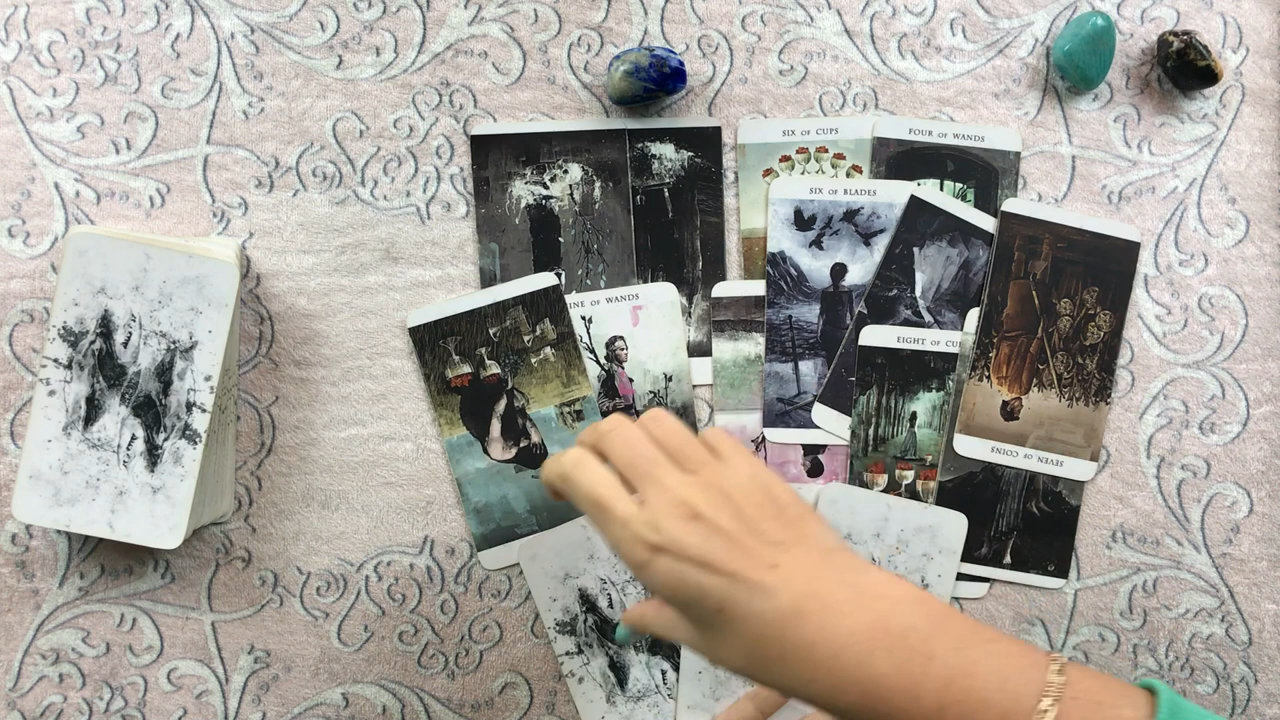 SIX OF CUPS
FOUR OF WANDS
SIX OF BLADES
INE OF WANDS
EIGHT OF CU
SEVEN OF COINS